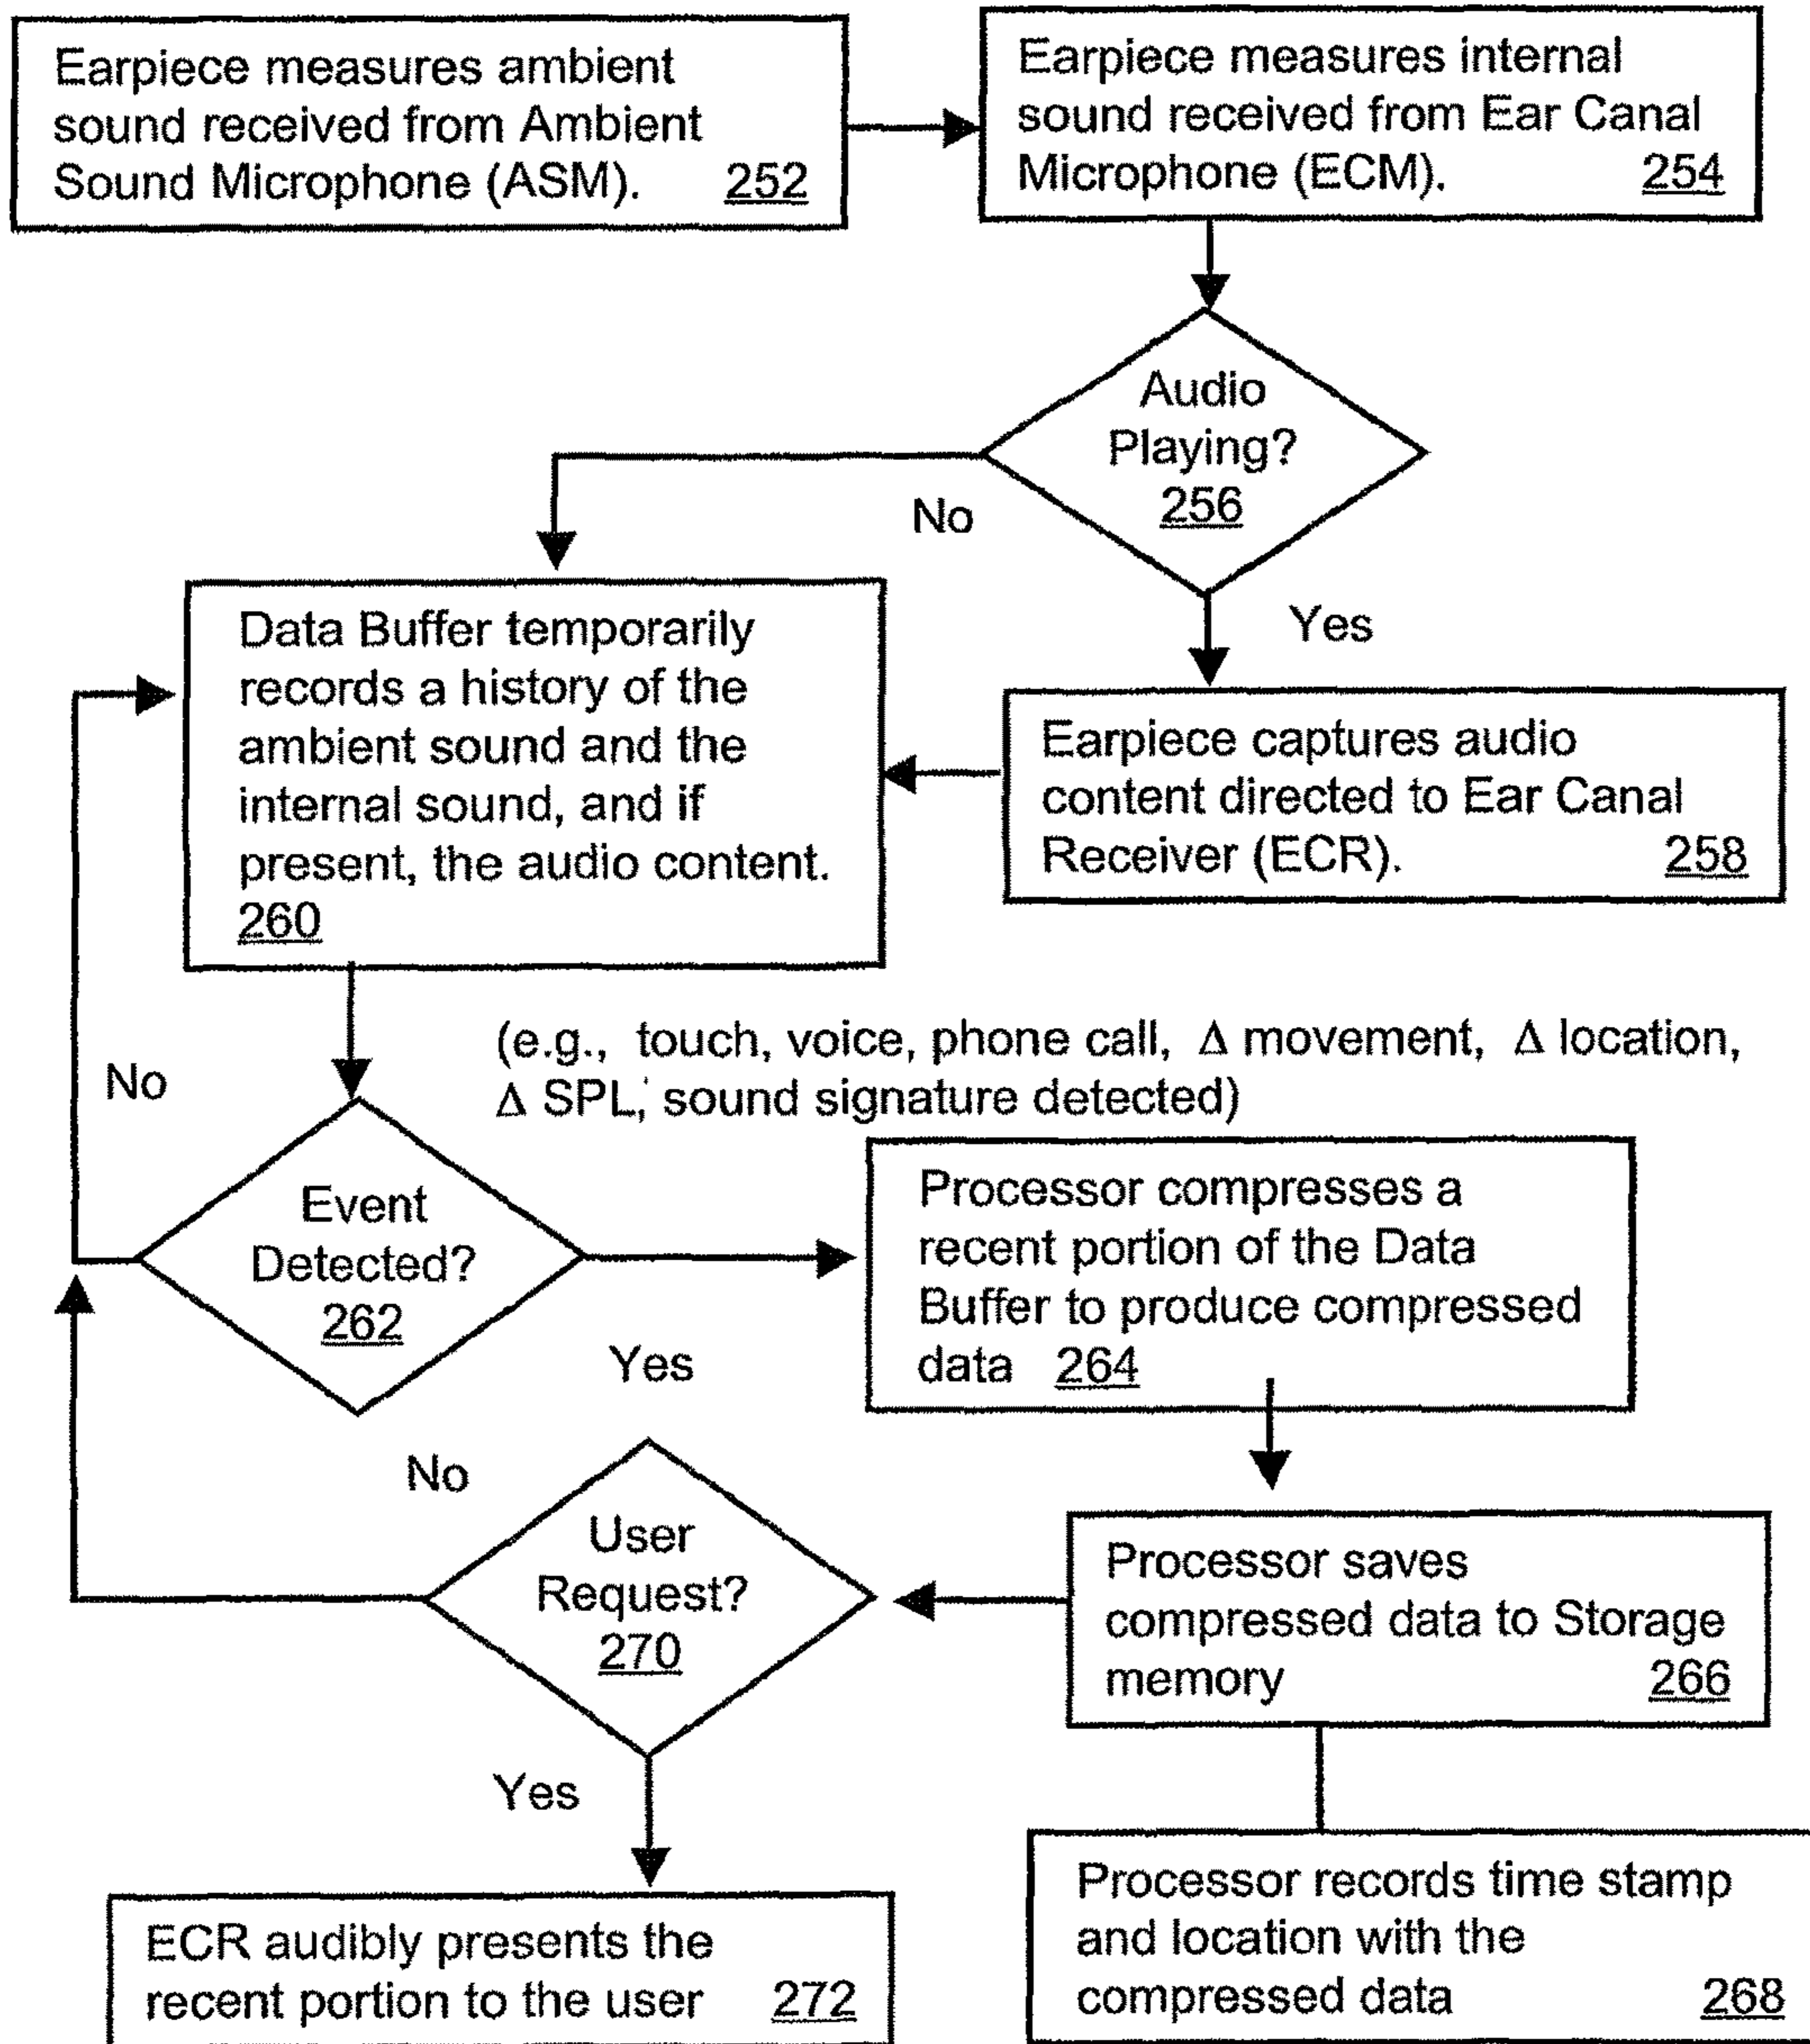 Earpiece measures ambient
sound received from Ambient
Sound Microphone (ASM). 252
Earpiece measures internal
sound received from Ear Canal
Microphone (ECM). 254
Audio
Playing?
256
No
Yes
Data Buffer temporarily
records a history of the
ambient sound and the
internal sound, and if
present, the audio content.
260
Earpiece captures audio
content directed to Ear Canal
Receiver (ECR). 258
(e.g., touch, voice, phone call, Δ movement, Δ location,
Δ SPL, sound signature detected)
No
Event
Detected?
262
Yes
Processor compresses a
recent portion of the Data
Buffer to produce compressed
data 264
No
User
Request?
270
Yes
Processor saves
compressed data to Storage
memory 266
ECR audibly presents the
recent portion to the user 272
Processor records time stamp
and location with the
compressed data 268